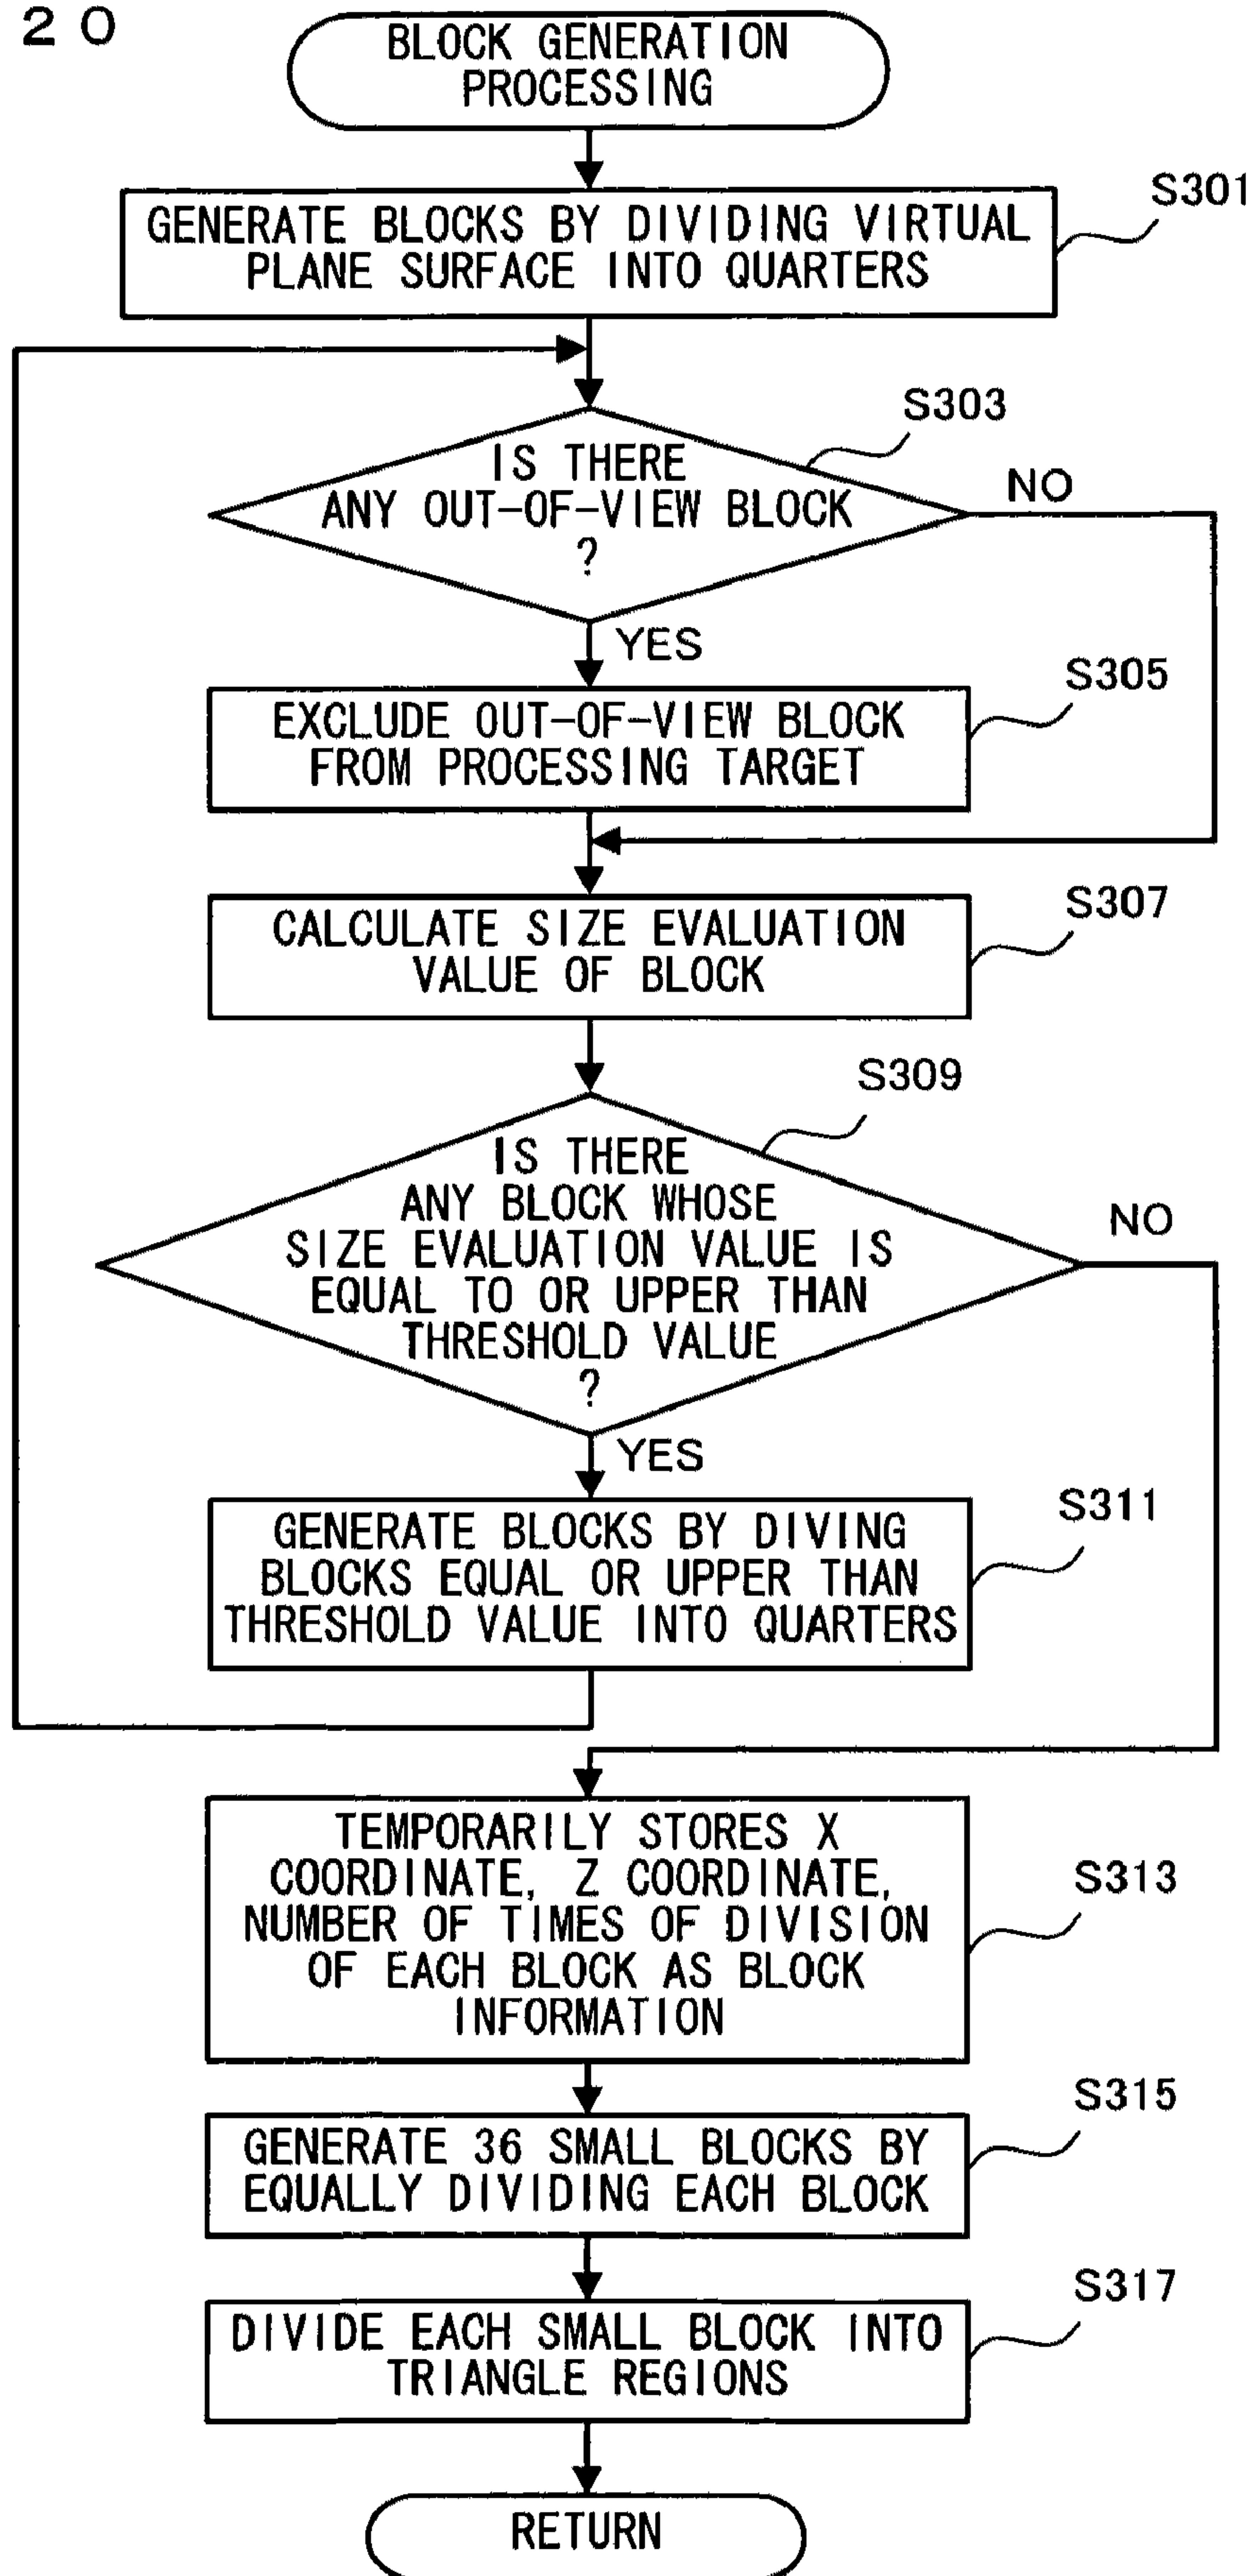 20
BLOCK GENERATION
PROCESSING
S301
GENERATE BLOCKS BY DIVIDING VIRTUAL
PLANE SURFACE INTO QUARTERS
S303
IS THERE
ANY OUT-OF-VIEW BLOCK
?
NO
YES
S305
EXCLUDE OUT-OF-VIEW BLOCK
FROM PROCESSING TARGET
S307
CALCULATE SIZE EVALUATION
VALUE OF BLOCK
S309
IS THERE
ANY BLOCK WHOSE
SIZE EVALUATION VALUE IS
EQUAL TO OR UPPER THAN
THRESHOLD VALUE
?
NO
YES
S311
GENERATE BLOCKS BY DIVING
BLOCKS EQUAL OR UPPER THAN
THRESHOLD VALUE INTO QUARTERS
TEMPORARILY STORES X
COORDINATE, Z COORDINATE,
NUMBER OF TIMES OF DIVISION
OF EACH BLOCK AS BLOCK
INFORMATION
S313
S315
GENERATE 36 SMALL BLOCKS BY
EQUALLY DIVIDING EACH BLOCK
S317
DIVIDE EACH SMALL BLOCK INTO
TRIANGLE REGIONS
RETURN